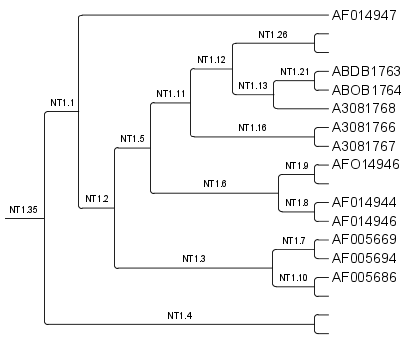 AF014947
NT1.26
NT1.12
NT1.21
ABDB1763
NT1.13
ABOB1764
NT1.11
NT1.1
A3081768
A3081766
NT1.16
NT1.5
A3081767
NT1.9
AFO14946
NT1.6
NT1.2
NT1.8
AF014944
NT1.35
AF014946
NT1.7
AF005669
NT1.3
AF005694
NT1.10
AF005686
NT1.4